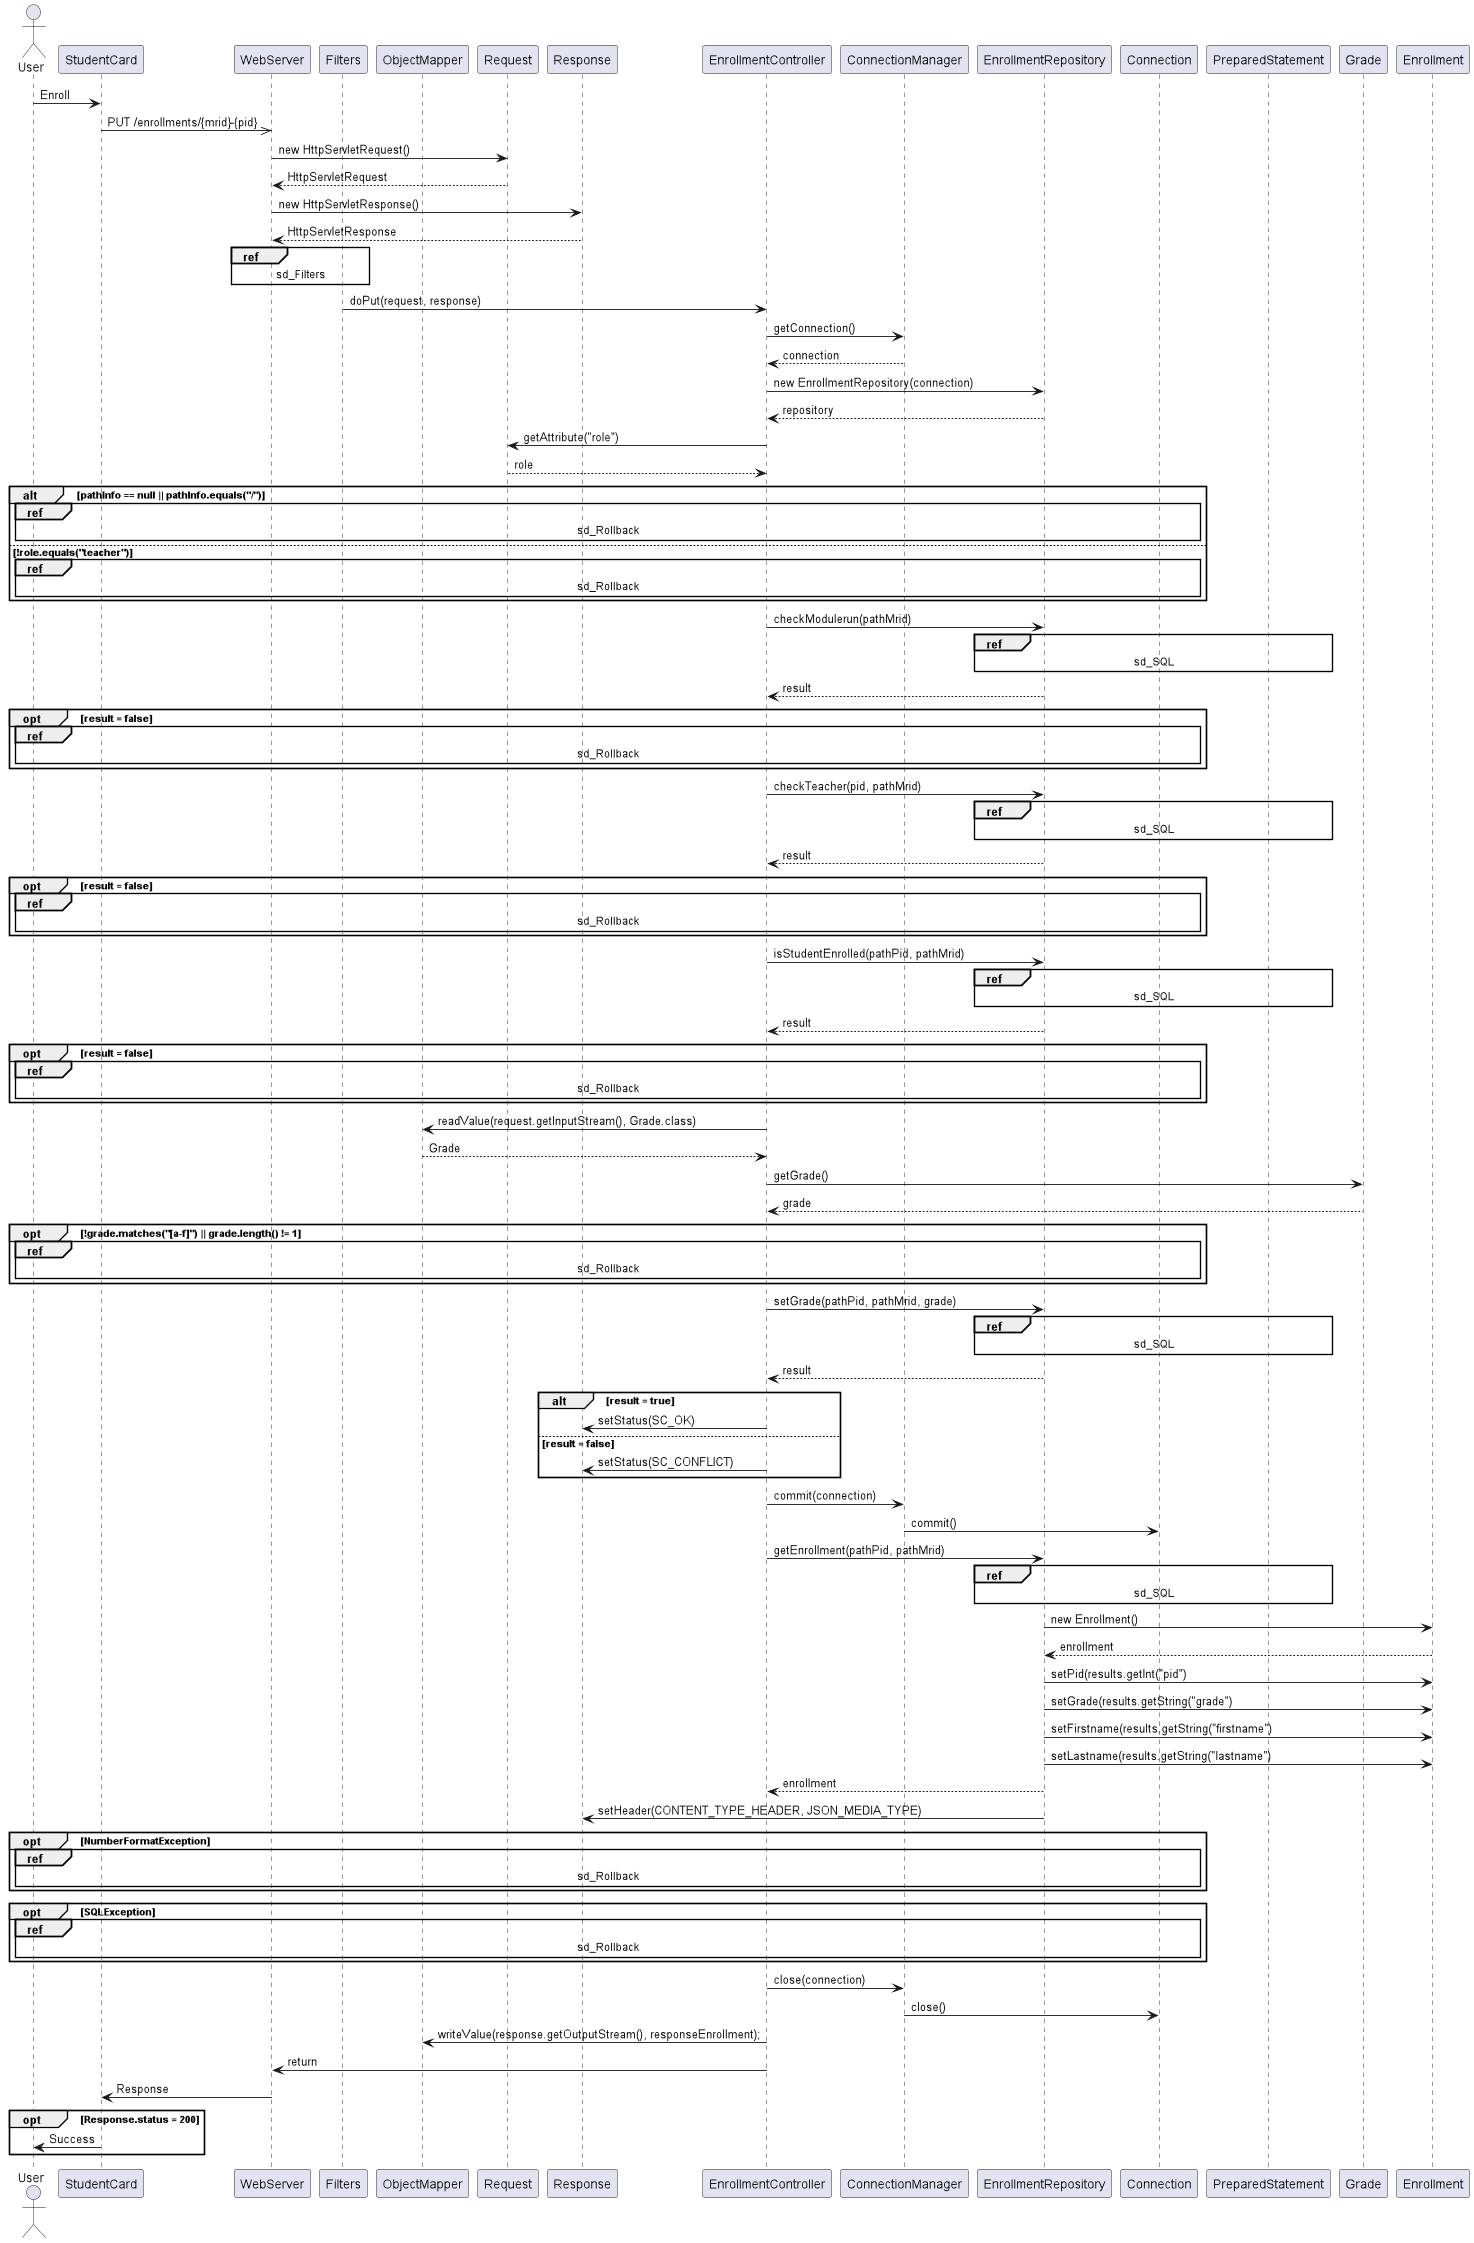 User
StudentCard
WebServer
Filters
ObjectMapper
Request
Response
EnrollmentController
ConnectionManager
EnrollmentRepository
Connection
PreparedStatement
Grade
Enrollment
Enroll
PUT /enrollments/{mrid}-{pid}
new HttpServletRequest()
HttpServletRequest
new HttpServletResponse()
HttpServletResponse
ref
sd_Filters
doPut(request, response)
getConnection()
connection
new EnrollmentRepository(connection)
repository
getAttribute("role")
role
alt [pathInfo == null || pathInfo.equals("/")]
ref
sd_Rollback
[!role.equals("teacher")]
ref
sd_Rollback
checkModulerun(pathMrid)
ref
sd_SQL
result
opt [result = false]
ref
sd_Rollback
checkTeacher(pid, pathMrid)
ref
sd_SQL
result
opt [result = false]
ref
sd_Rollback
isStudentEnrolled(pathPid, pathMrid)
ref
sd_SQL
result
opt [result = false]
ref
sd_Rollback
readValue(request.getInputStream(), Grade.class)
Grade
getGrade()
grade
opt [!grade.matches("[a-f]") || grade.length() != 1]
ref
sd_Rollback
setGrade(pathPid, pathMrid, grade)
ref
sd_SQL
result
alt [result = true]
setStatus(SC_OK)
[result = false]
setStatus(SC_CONFLICT)
commit(connection)
commit()
getEnrollment(pathPid, pathMrid)
ref
sd_SQL
new Enrollment()
enrollment
setPid(results.getInt("pid")
setGrade(results.getString("grade")
setFirstname(results.getString("firstname")
setLastname(results.getString("lastname")
enrollment
setHeader(CONTENT_TYPE_HEADER, JSON_MEDIA_TYPE)
opt [NumberFormatException]
ref
sd_Rollback
opt [SQLException]
ref
sd_Rollback
close(connection)
close()
writeValue(response.getOutputStream(), responseEnrollment);
return
Response
opt [Response.status = 200]
Success
User
StudentCard
WebServer
Filters
ObjectMapper
Request
Response
EnrollmentController
ConnectionManager
EnrollmentRepository
Connection
PreparedStatement
Grade
Enrollment